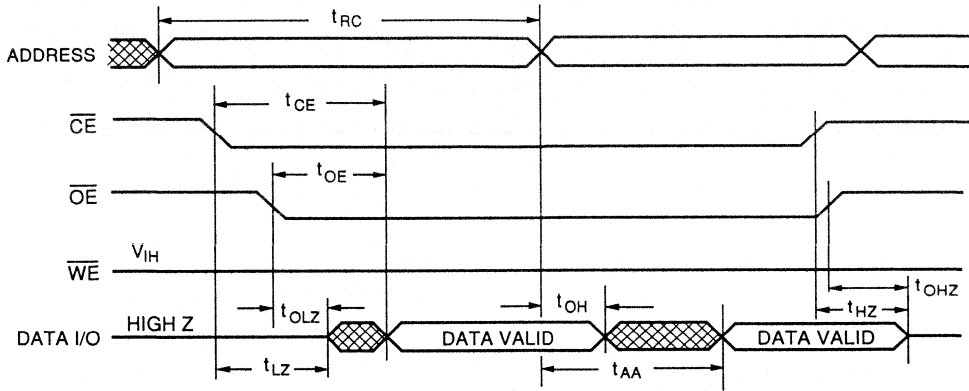 tRC
ADDRESS
tCE
CE
tOE
OE
VIH
WE
tOHZ
tOLZ
tOH
tHZ
HIGH Z
DATA I/O
DATA VALID
DATA VALID
tLZ
tAA